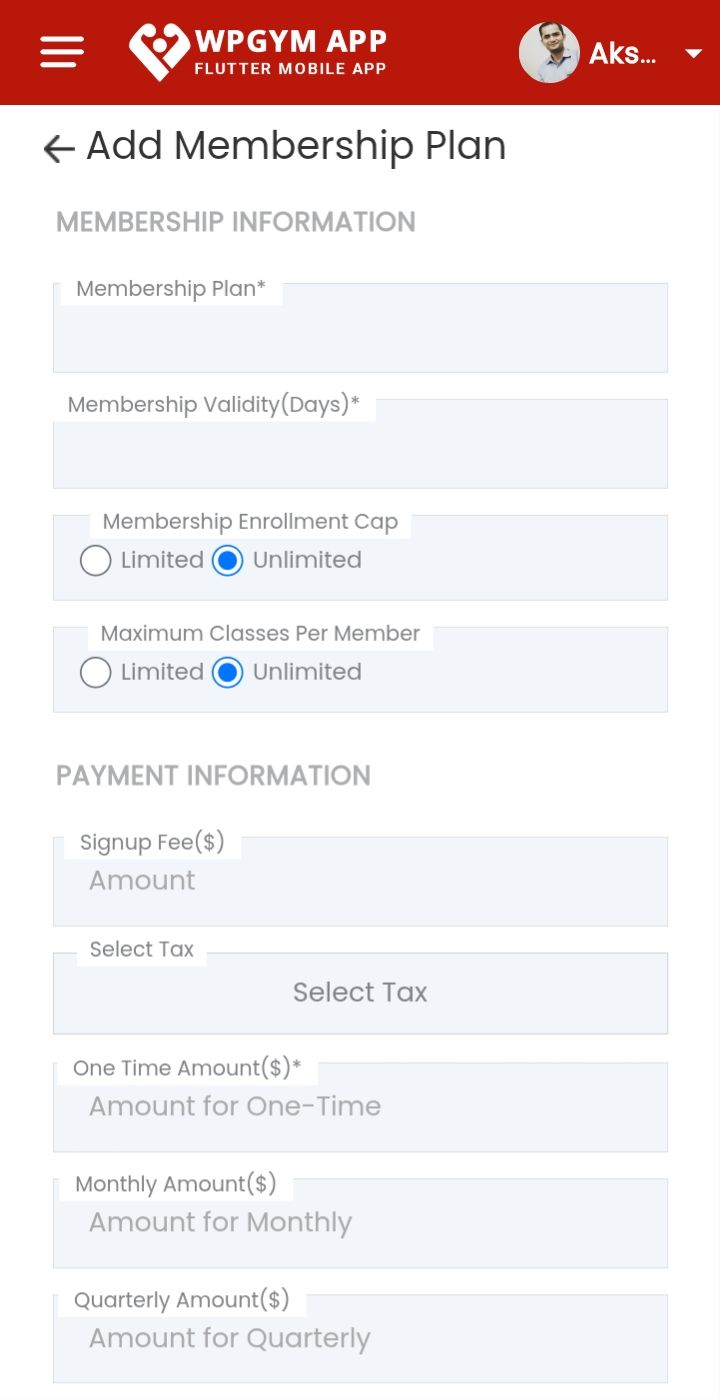 WPGYM APP
FLUTTER MOBILE APP
Aks...
Add Membership Plan
MEMBERSHIP INFORMATION
Membership Plan*
Membership Validity(Days)*
Membership Enrollment Cap
Limited Unlimited
Maximum Classes Per Member
Limited Unlimited
PAYMENT INFORMATION
Signup Fee($)
Amount
Select Tax
Select Tax
One Time Amount($)*
Amount for One-Time
Monthly Amount($)
Amount for Monthly
Quarterly Amount($)
Amount for Quarterly